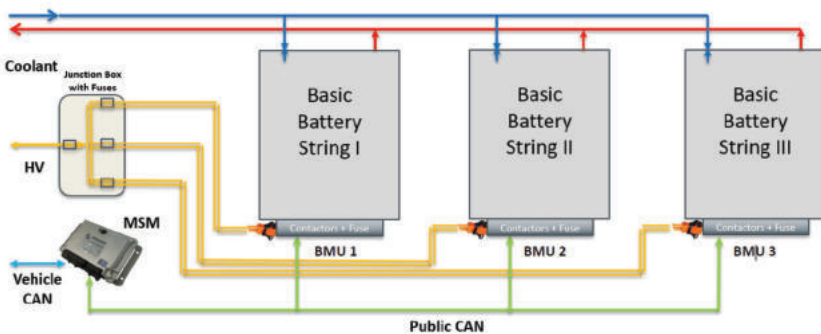 Coolant
Junction Box
with Fuses
HV
MSM
Vehicle
CAN
Basic
Battery
String I
Contactors + Fuse
BMU 1
Basic
Battery
String II
Contactors + Fuse
BMU 2
Basic
Battery
String III
Contactors + Fuse
BMU 3
Public CAN